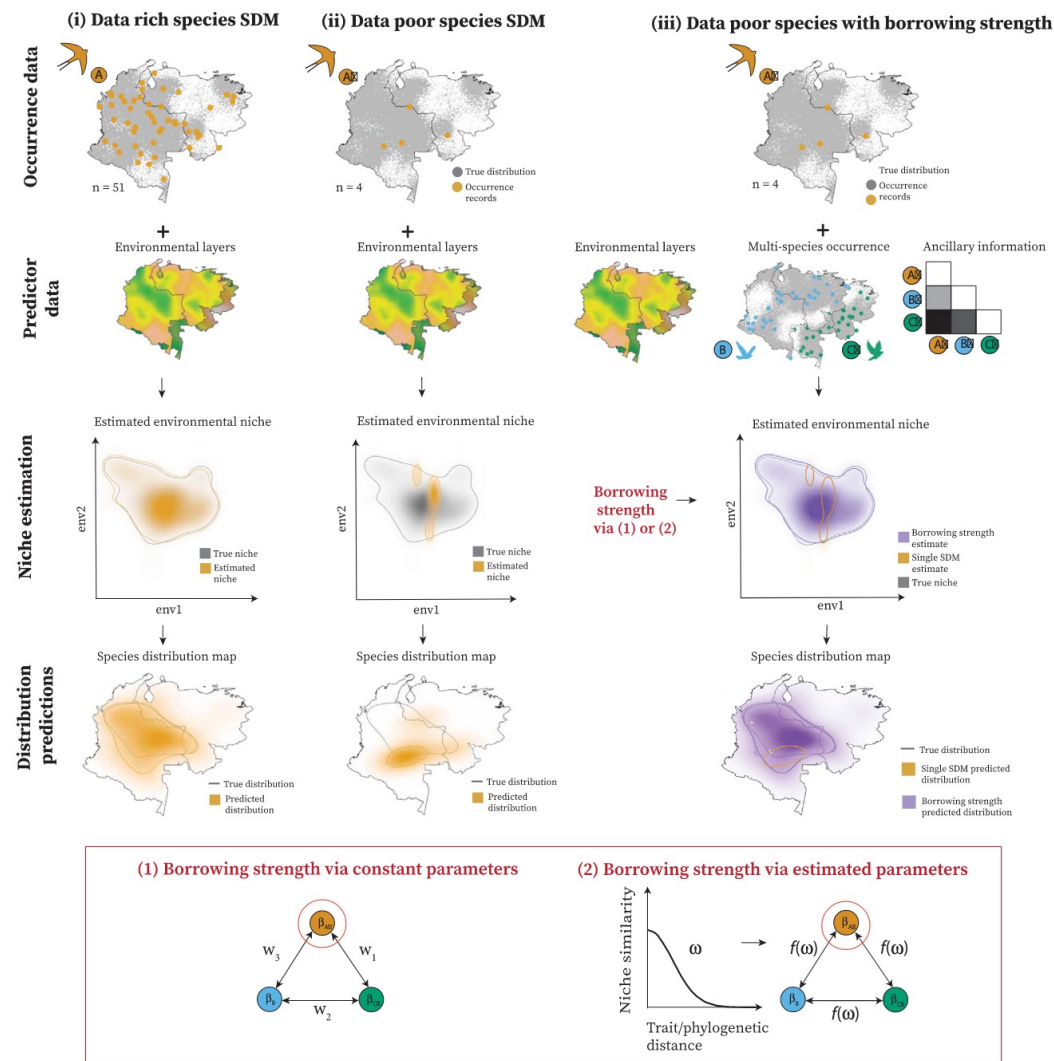 (i) Data rich species SDM
(ii) Data poor species SDM
(iii) Data poor species with borrowing strength
Occurrence data
A
n = 51
A
n = 4
True distribution
Occurrence
records
A
n = 4
True distribution
Occurrence
records
+
+
+
Predictor
data
Environmental layers
Environmental layers
Environmental layers
Multi-species occurrence
B
C
Ancillary information
A
B
C
A
B
C
Niche estimation
Estimated environmental niche
env2
env1
True niche
Estimated
niche
Estimated environmental niche
True niche
Estimated
niche
Borrowing
strength
via (1) or (2)
Estimated environmental niche
env2
env1
Borrowing strength
estimate
Single SDM
estimate
True niche
Distribution
predictions
Species distribution map
True distribution
Predicted
distribution
Species distribution map
True distribution
Predicted
distribution
Species distribution map
True distribution
Single SDM predicted
distribution
Borrowing strength
predicted distribution
(1) Borrowing strength via constant parameters
β
W3
W1
βB
β
W2
(2) Borrowing strength via estimated parameters
Niche similarity
ω
Trait/phylogenetic
distance
β
f(ω)
f(ω)
βB
β
f(ω)